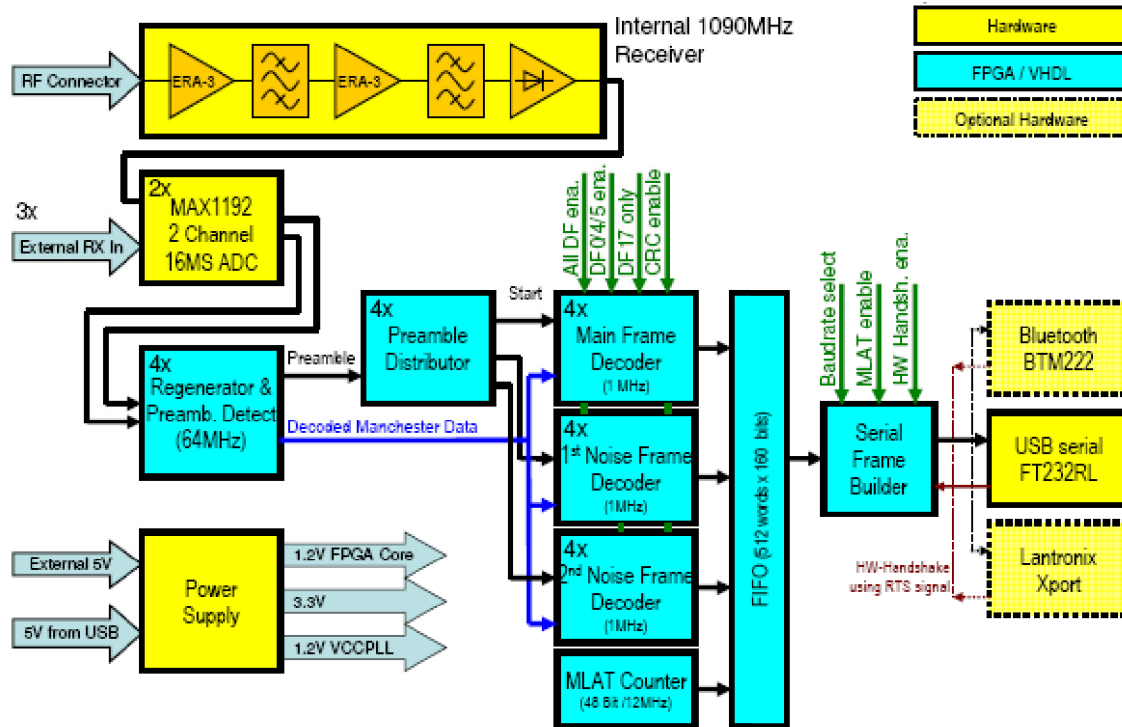 Internal 1090MHz
Receiver
RF Connector
ERA-3
ERA-3
Hardware
FPGA / VHDL
Optional Hardware
2x
MAX1192
2 Channel
16MS ADC
3x
External RX In
All DF ena.
DF0/4/5 ena.
DF17 only
CRC enable
Start
4x
Preamble
Distributor
Preamble
4x
Regenerator &
Preamb. Detect
(64MHz)
Decoded Manchester Data
4x
Main Frame
Decoder
(1 MHz)
4x
1st Noise Frame
Decoder
(1MHz)
4x
2nd Noise Frame
Decoder
(1MHz)
MLAT Counter
(48 Bit /12MHz)
FIFO (512 words x 160 bits)
Baudrate select
MLAT enable
HW Handsh. ena.
Serial
Frame
Builder
Bluetooth
BTM222
USB serial
FT232RL
Lantronix
Xport
HW-Handshake
using RTS signal
External 5V
5V from USB
Power
Supply
1.2V FPGA Core
3.3V
1.2V VCCPLL